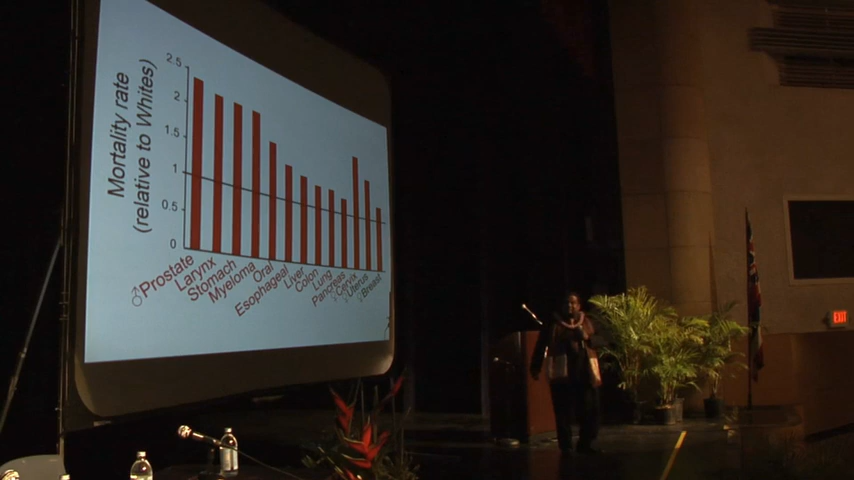 Mortality rate
(relative to Whites)
2.5
2
1.5
1
0.5
0
♂Prostate
Larynx
Stomach
Myeloma
Oral
Esophageal
Liver
Colon
Lung
Pancreas
♀Cervix
♀Uterus
♀Breast
EXIT